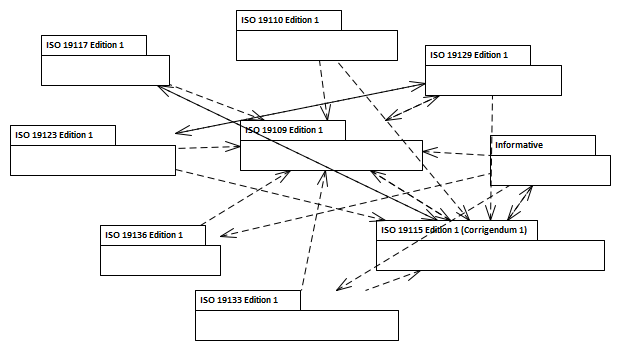 ISO 19110 Edition 1
ISO 19117 Edition 1
ISO 19129 Edition 1
ISO 19109 Edition 1
ISO 19123 Edition 1
Informative
ISO 19136 Edition 1
ISO 19115 Edition 1 (Corrigendum 1)
ISO 19133 Edition 1